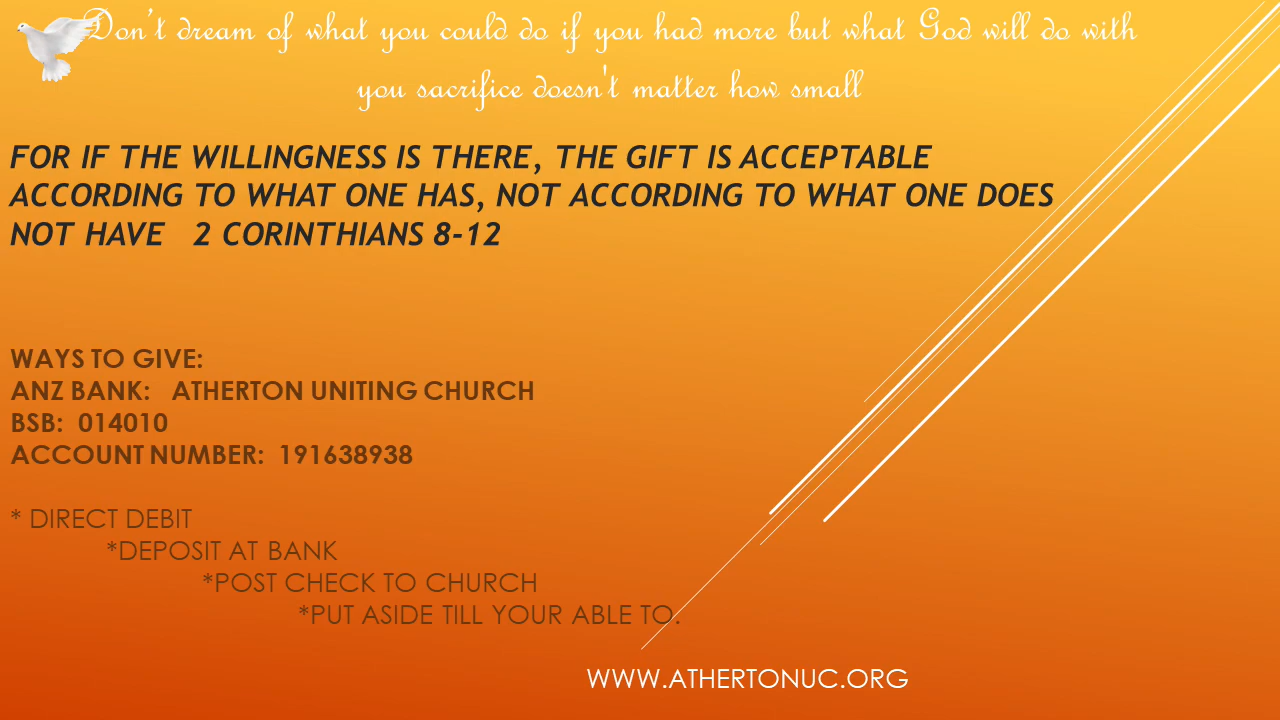 Don't dream of what you could do if you had more but what God will do with
you sacrifice doesn't matter how small
FOR IF THE WILLINGNESS IS THERE, THE GIFT IS ACCEPTABLE
ACCORDING TO WHAT ONE HAS, NOT ACCORDING TO WHAT ONE DOES
NOT HAVE 2 CORINTHIANS 8-12
WAYS TO GIVE:
ANZ BANK: ATHERTON UNITING CHURCH
BSB: 014010
ACCOUNT NUMBER: 191638938
* DIRECT DEBIT
*DEPOSIT AT BANK
*POST CHECK TO CHURCH
*PUT ASIDE TILL YOUR ABLE TO.
WWW.ATHERTONUC.ORG